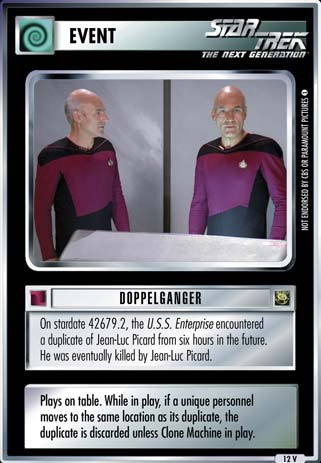 EVENT
STAR TREK
THE NEXT GENERATION
NOT ENDORSED BY CBS OR PARAMOUNT PICTURES
DOPPELGANGER
On stardate 42679.2, the U.S.S. Enterprise encountered
a duplicate of Jean-Luc Picard from six hours in the future.
He was eventually killed by Jean-Luc Picard.
Plays on table. While in play, if a unique personnel
moves to the same location as its duplicate, the
duplicate is discarded unless Clone Machine in play.
12 V